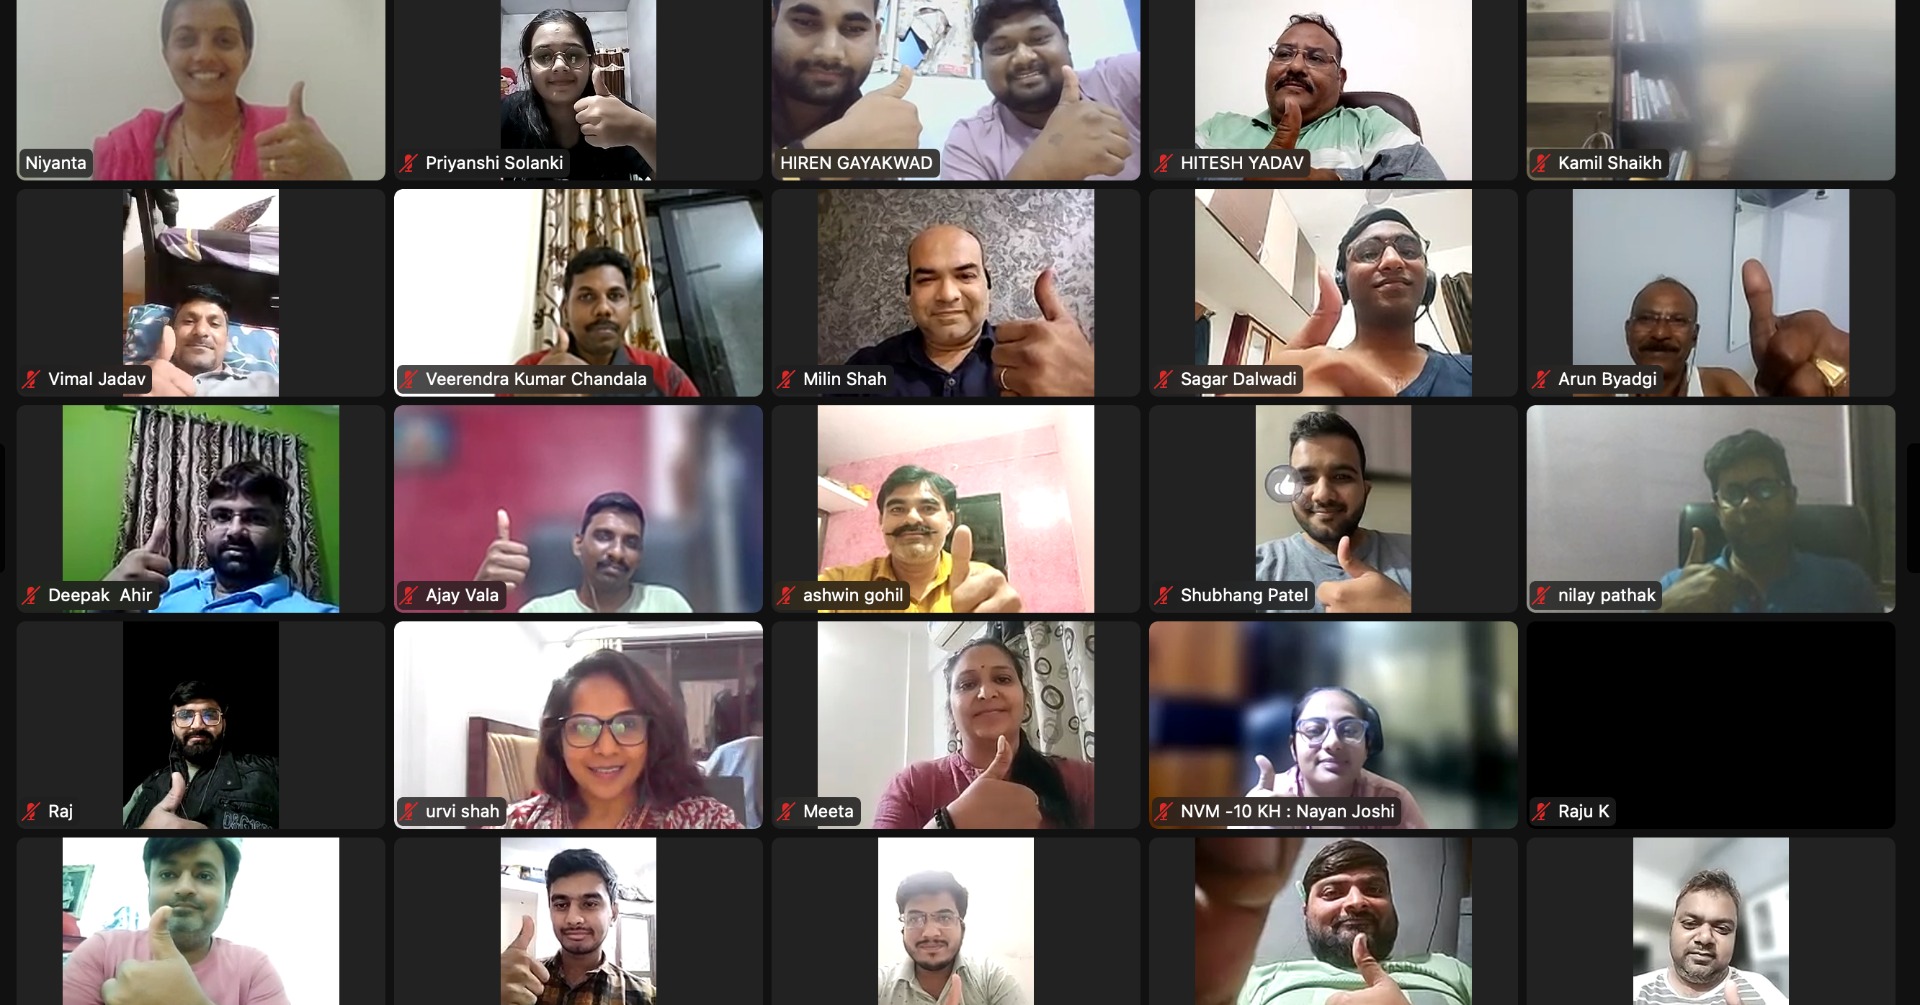 Niyanta
Priyanshi Solanki
HIREN GAYAKWAD
HITESH YADAV
Kamil Shaikh
Vimal Jadav
Veerendra Kumar Chandala
Milin Shah
Sagar Dalwadi
Arun Byadgi
Deepak Ahir
Ajay Vala
ashwin gohil
Shubhang Patel
nilay pathak
Raj
urvi shah
Meeta
NVM -10 KH : Nayan Joshi
Raju K